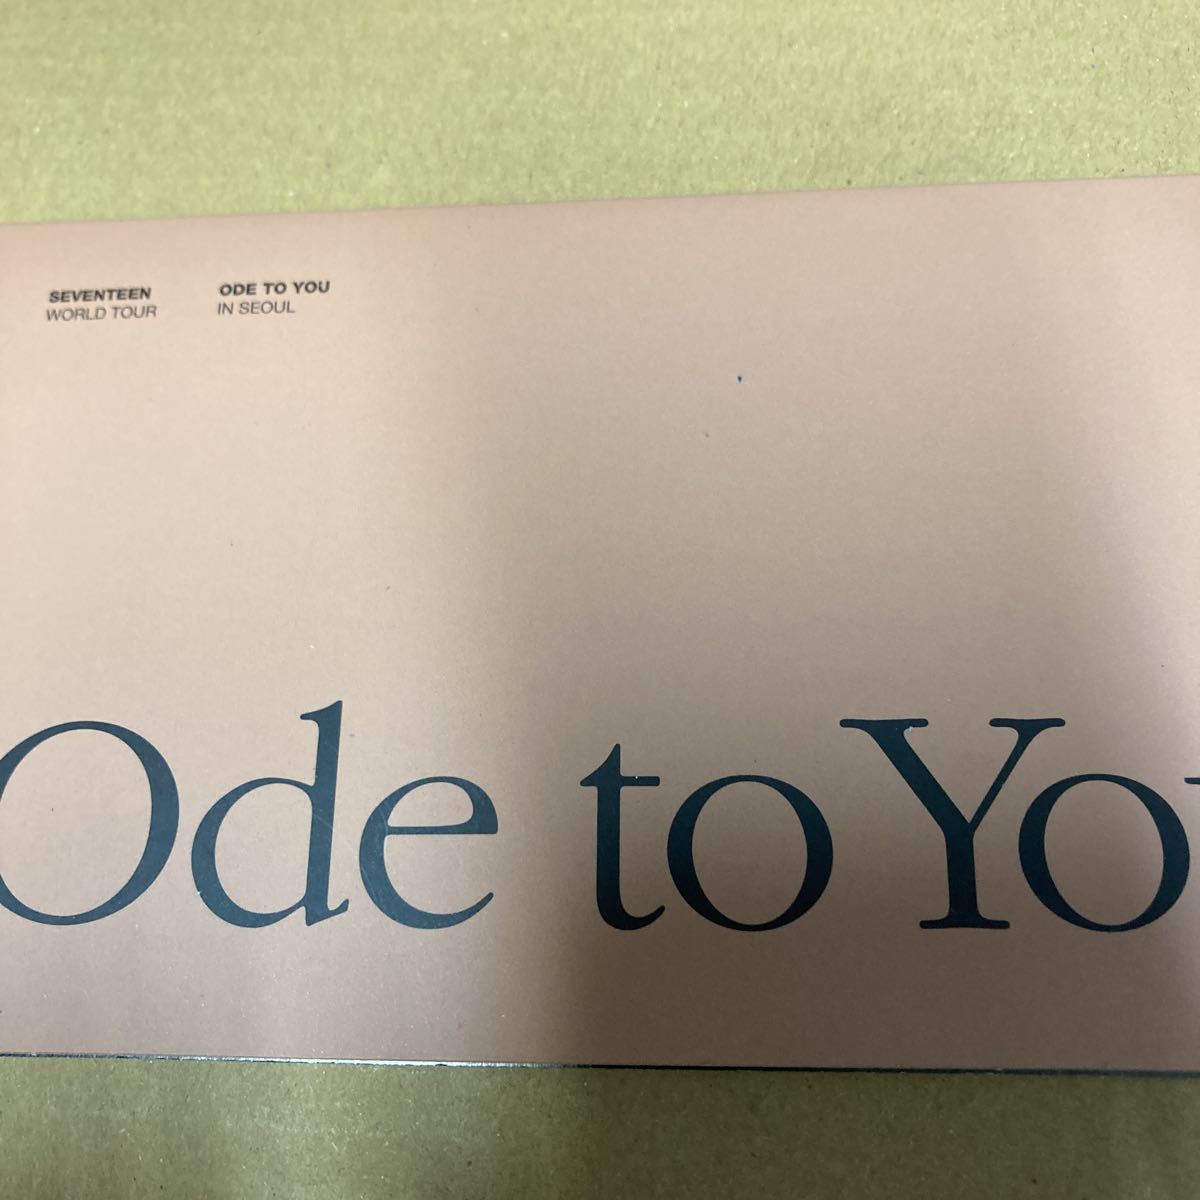 SEVENTEEN
WORLD TOUR
ODE TO YOU
IN SEOUL
Ode to Yo